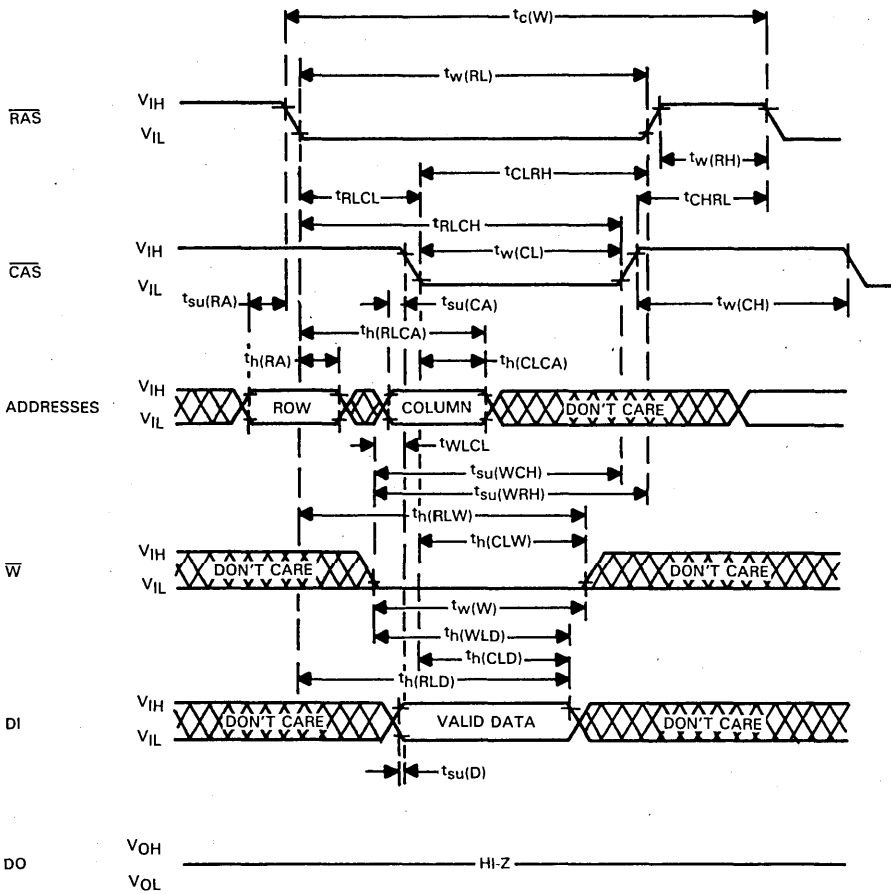 tc(W)
tw(RL)
RAS
VIH
VIL
tw(RH)
tCLRH
tRLCL
tCHRL
tRLCH
CAS
VIH
VIL
tw(CL)
tsu(RA)
tsu(CA)
tw(CH)
th(RLCA)
th(RA)
th(CLCA)
ADDRESSES
VIH
VIL
ROW
COLUMN
DON'T CARE
tWLCL
tsu(WCH)
tsu(WRH)
th(RLW)
th(CLW)
W
VIH
VIL
DON'T CARE
DON'T CARE
tw(W)
th(WLD)
th(CLD)
th(RLD)
DI
VIH
VIL
DON'T CARE
VALID DATA
DON'T CARE
tsu(D)
DO
VOH
VOL
HI-Z